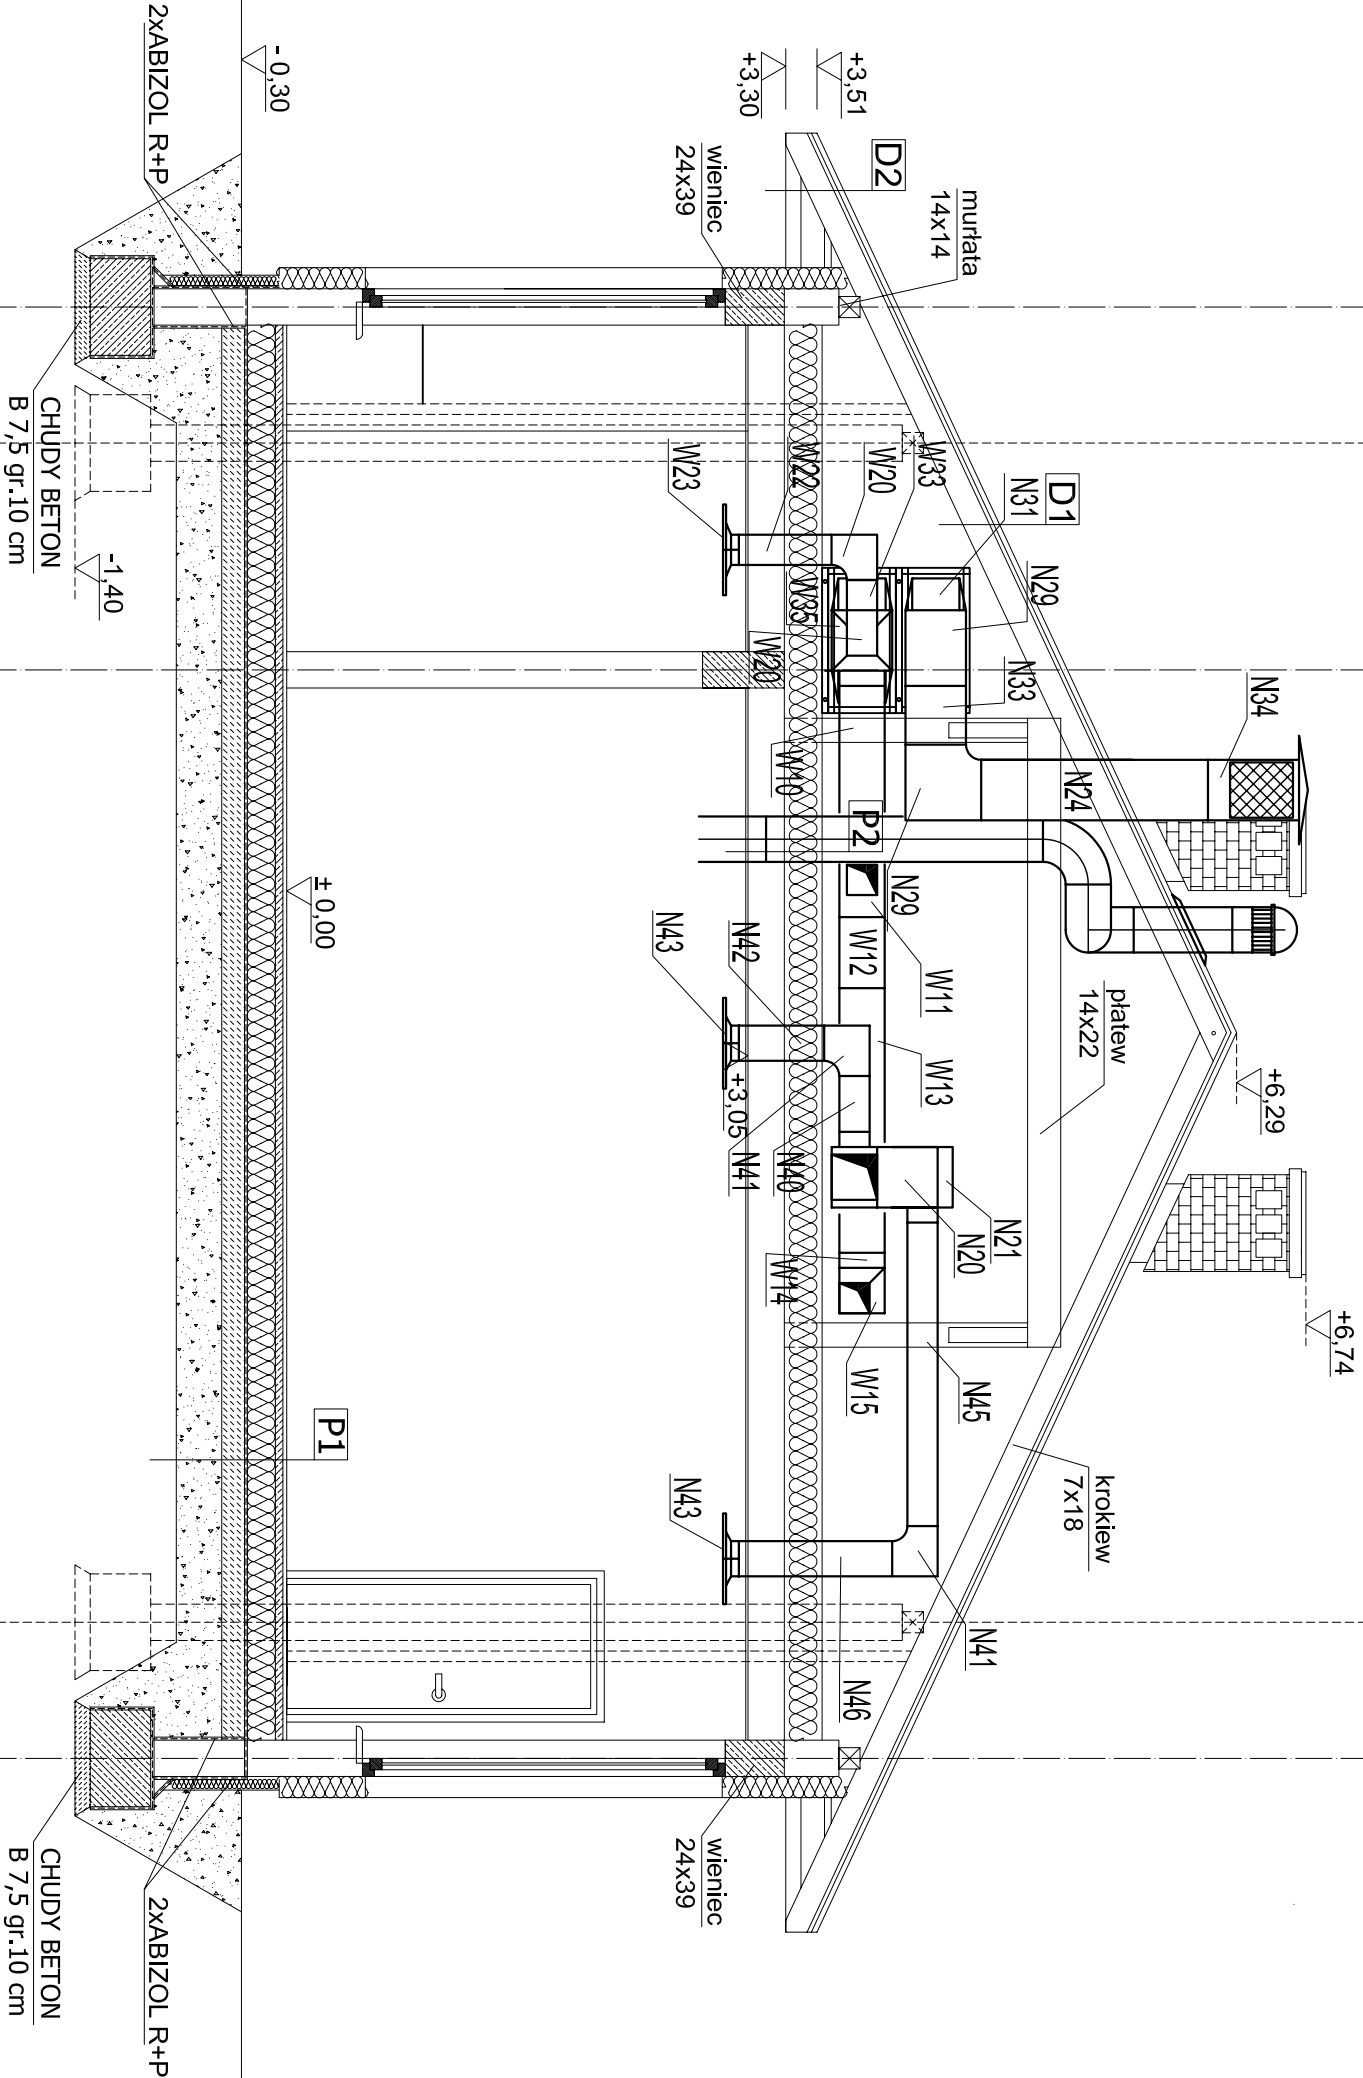 +6,74
+6,29
N34
płatew
14x22
krokiew
7x18
N24
D1
N31
N29
N33
murłata
14x14
D2
+3,51
+3,30
W33
W20
W22
W23
W35
W20
W10
P2
N29
W11
W12
W13
N21
N20
N45
N41
wieniec
24x39
N43
N42
+3,05
N41
N40
W14
W15
N43
N46
wieniec
24x39
± 0,00
P1
- 0,30
2xABIZOL R+P
-1,40
CHUDY BETON
B 7,5 gr.10 cm
2xABIZOL R+P
CHUDY BETON
B 7,5 gr.10 cm